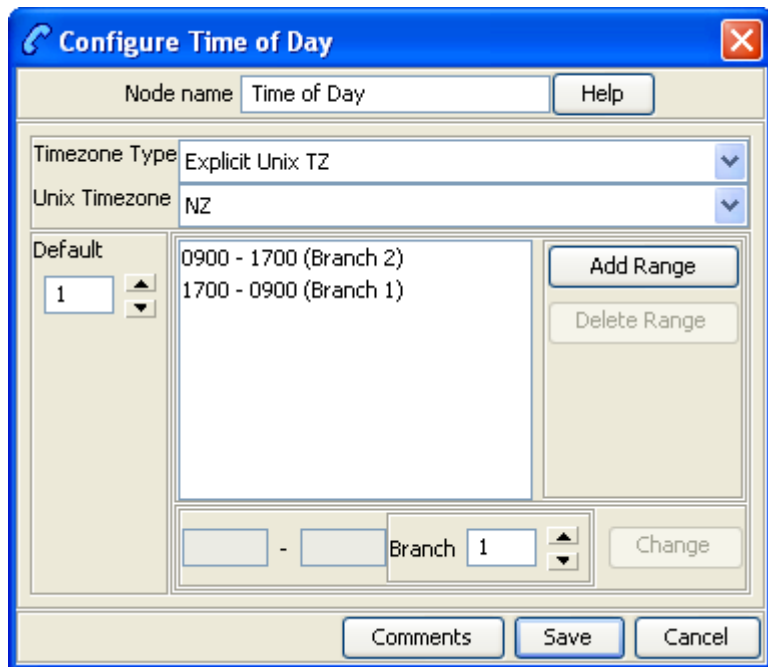 Configure Time of Day
Node name Time of Day Help
Timezone Type Explicit Unix TZ
Unix Timezone NZ
Default
1
0900 - 1700 (Branch 2)
1700 - 0900 (Branch 1)
Add Range
Delete Range
- Branch 1 Change
Comments Save Cancel